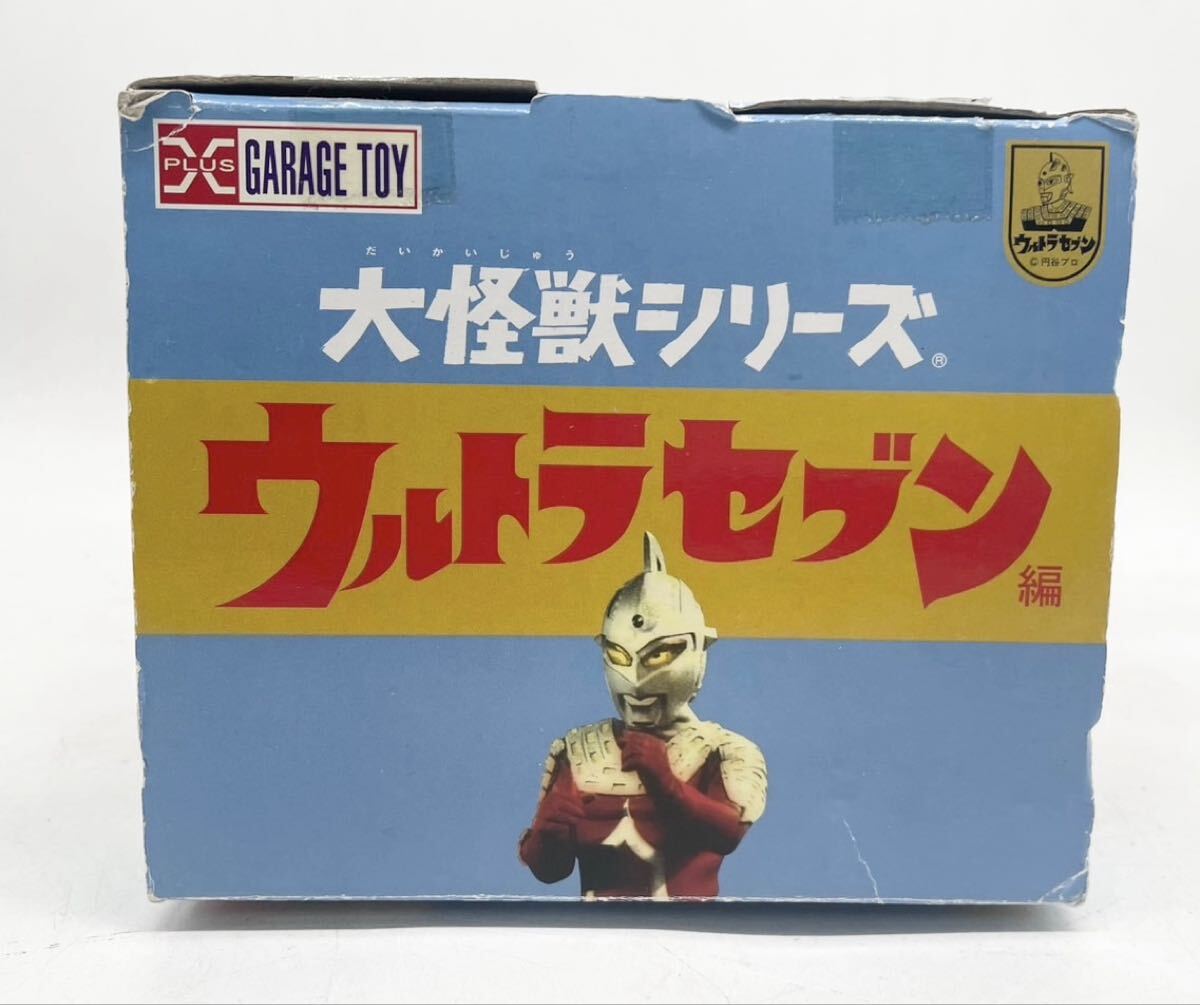 X PLUS GARAGE TOY
ウルトラセブン
©円谷プロ
だいかいじゅう
大怪獣シリーズ®
ウルトラセブン編